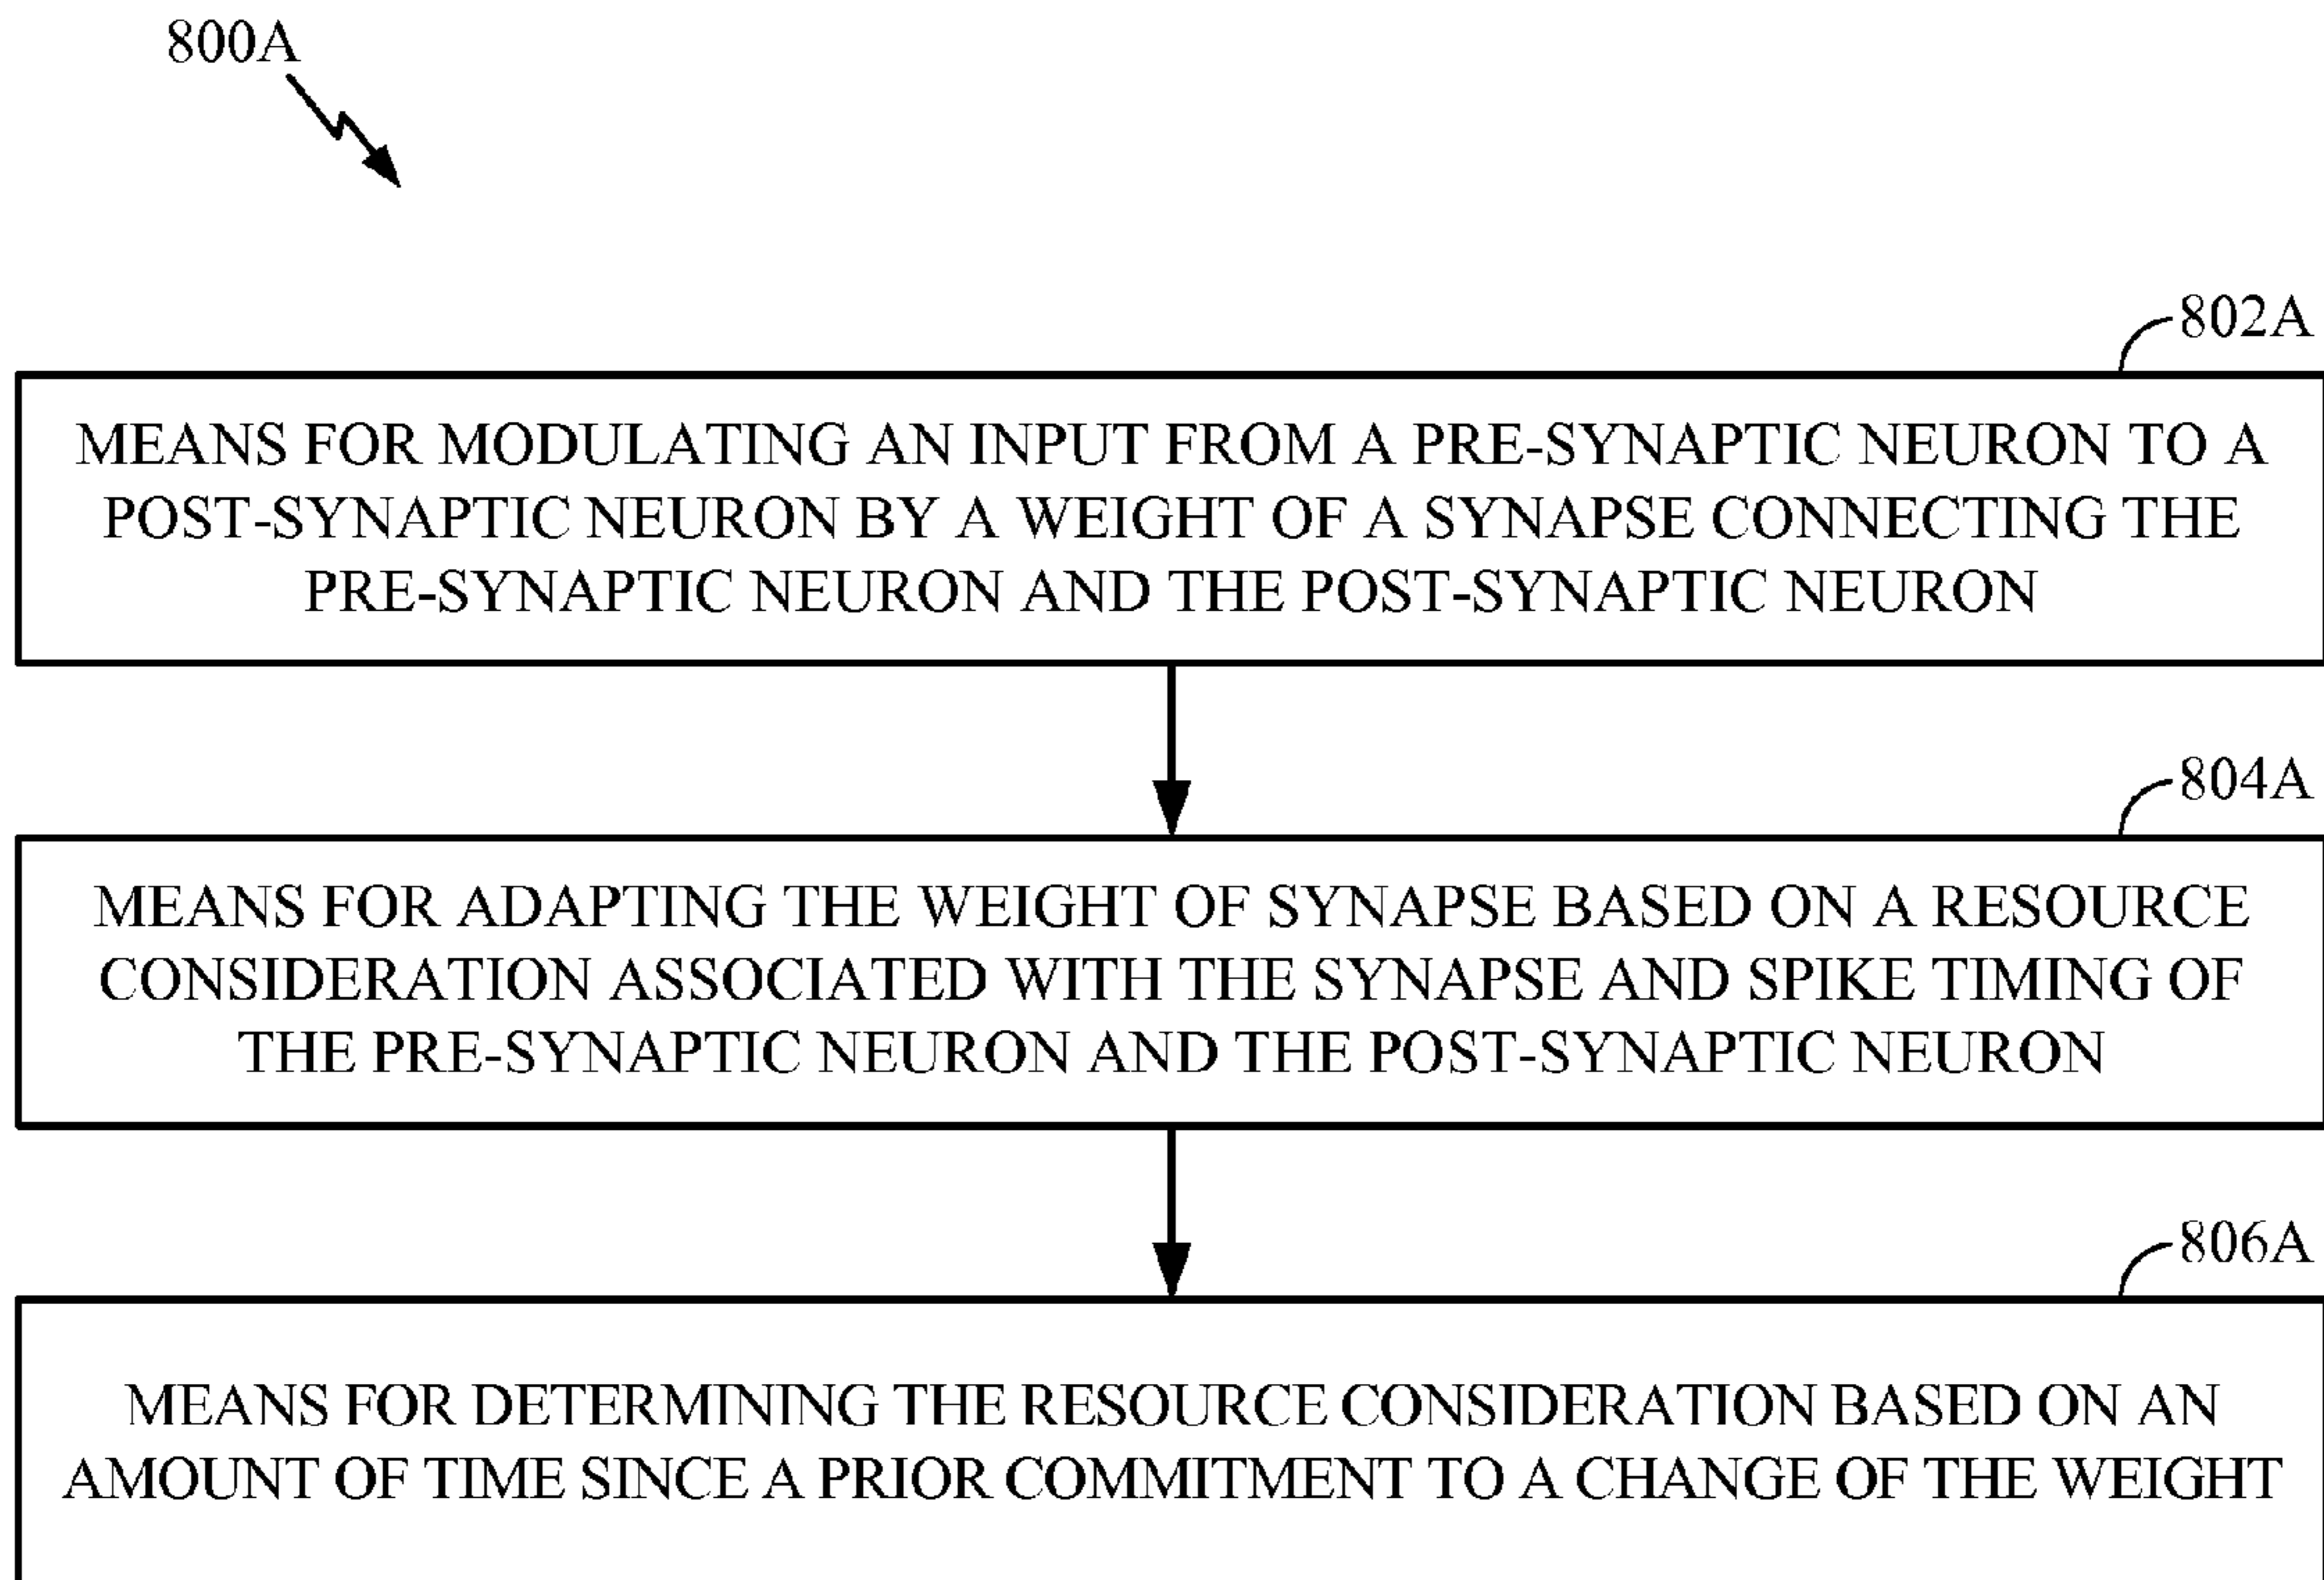 800A
802A
MEANS FOR MODULATING AN INPUT FROM A PRE-SYNAPTIC NEURON TO A
POST-SYNAPTIC NEURON BY A WEIGHT OF A SYNAPSE CONNECTING THE
PRE-SYNAPTIC NEURON AND THE POST-SYNAPTIC NEURON
804A
MEANS FOR ADAPTING THE WEIGHT OF SYNAPSE BASED ON A RESOURCE
CONSIDERATION ASSOCIATED WITH THE SYNAPSE AND SPIKE TIMING OF
THE PRE-SYNAPTIC NEURON AND THE POST-SYNAPTIC NEURON
806A
MEANS FOR DETERMINING THE RESOURCE CONSIDERATION BASED ON AN
AMOUNT OF TIME SINCE A PRIOR COMMITMENT TO A CHANGE OF THE WEIGHT